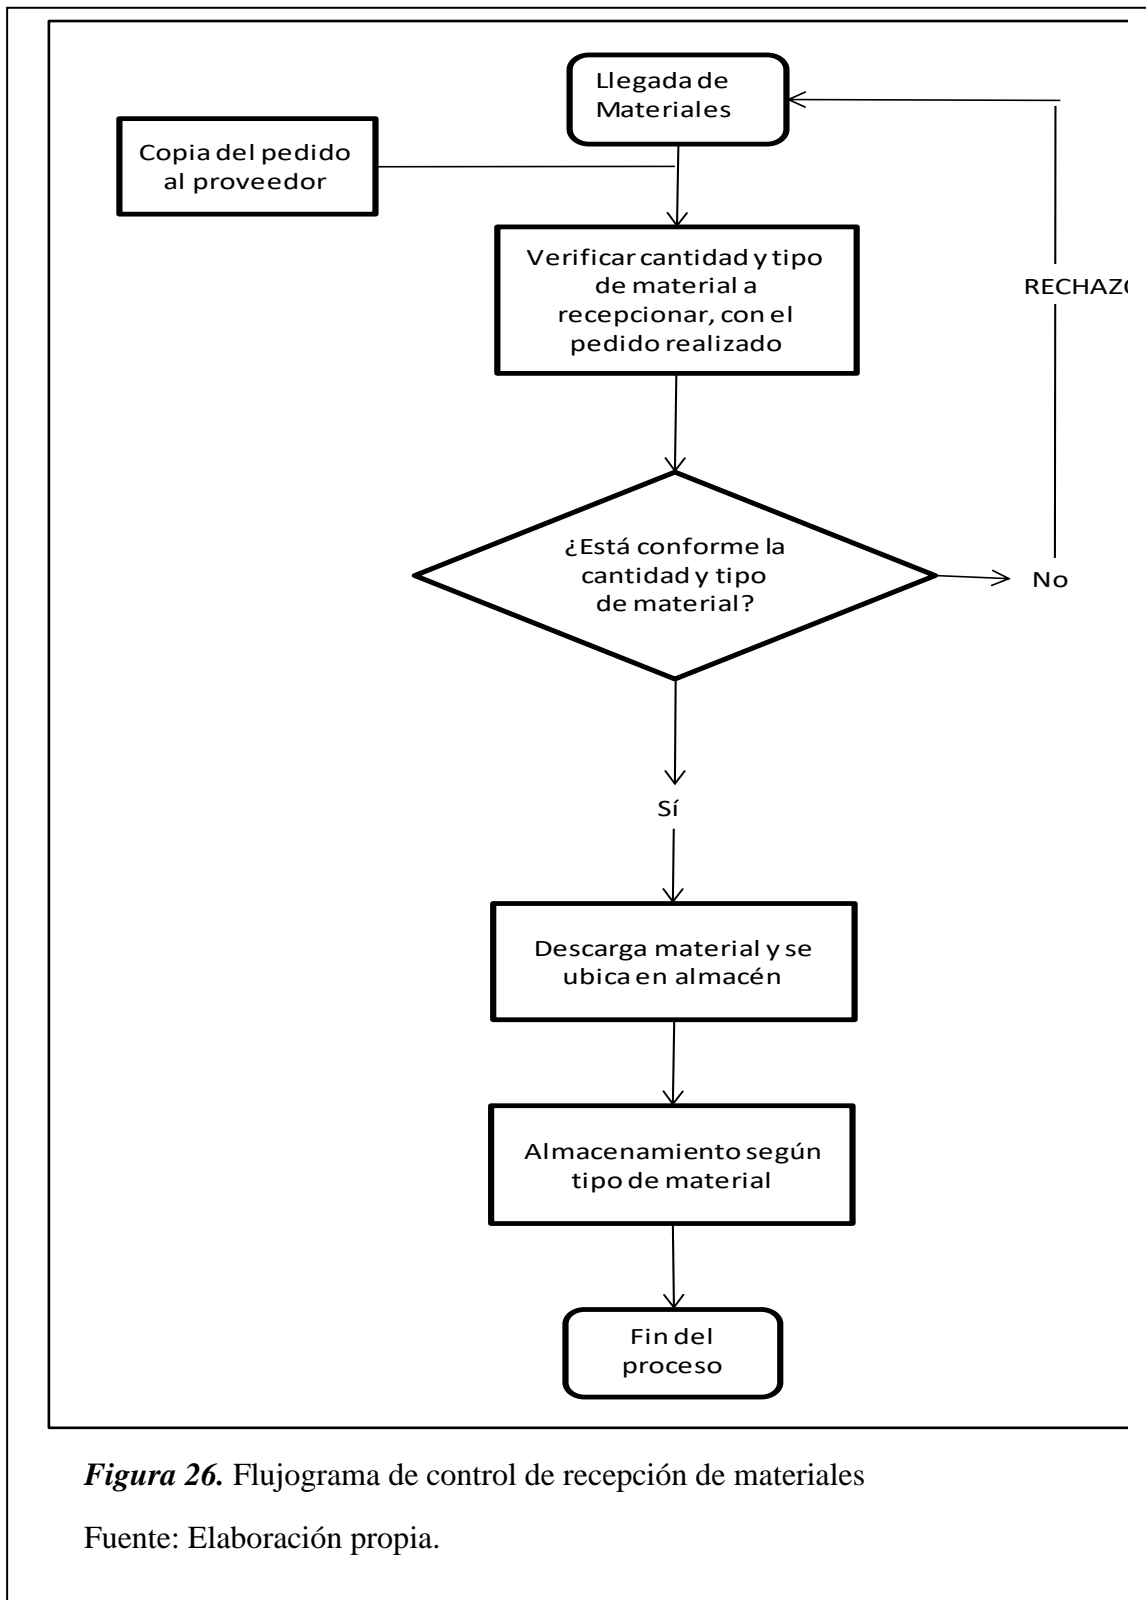 Llegada de
Materiales
Copia del pedido
al proveedor
Verificar cantidad y tipo
de material a
recepcionar, con el
pedido realizado
RECHAZO
¿Está conforme la
cantidad y tipo
de material?
No
Sí
Descarga material y se
ubica en almacén
Almacenamiento según
tipo de material
Fin del
proceso
Figura 26. Flujograma de control de recepción de materiales
Fuente: Elaboración propia.